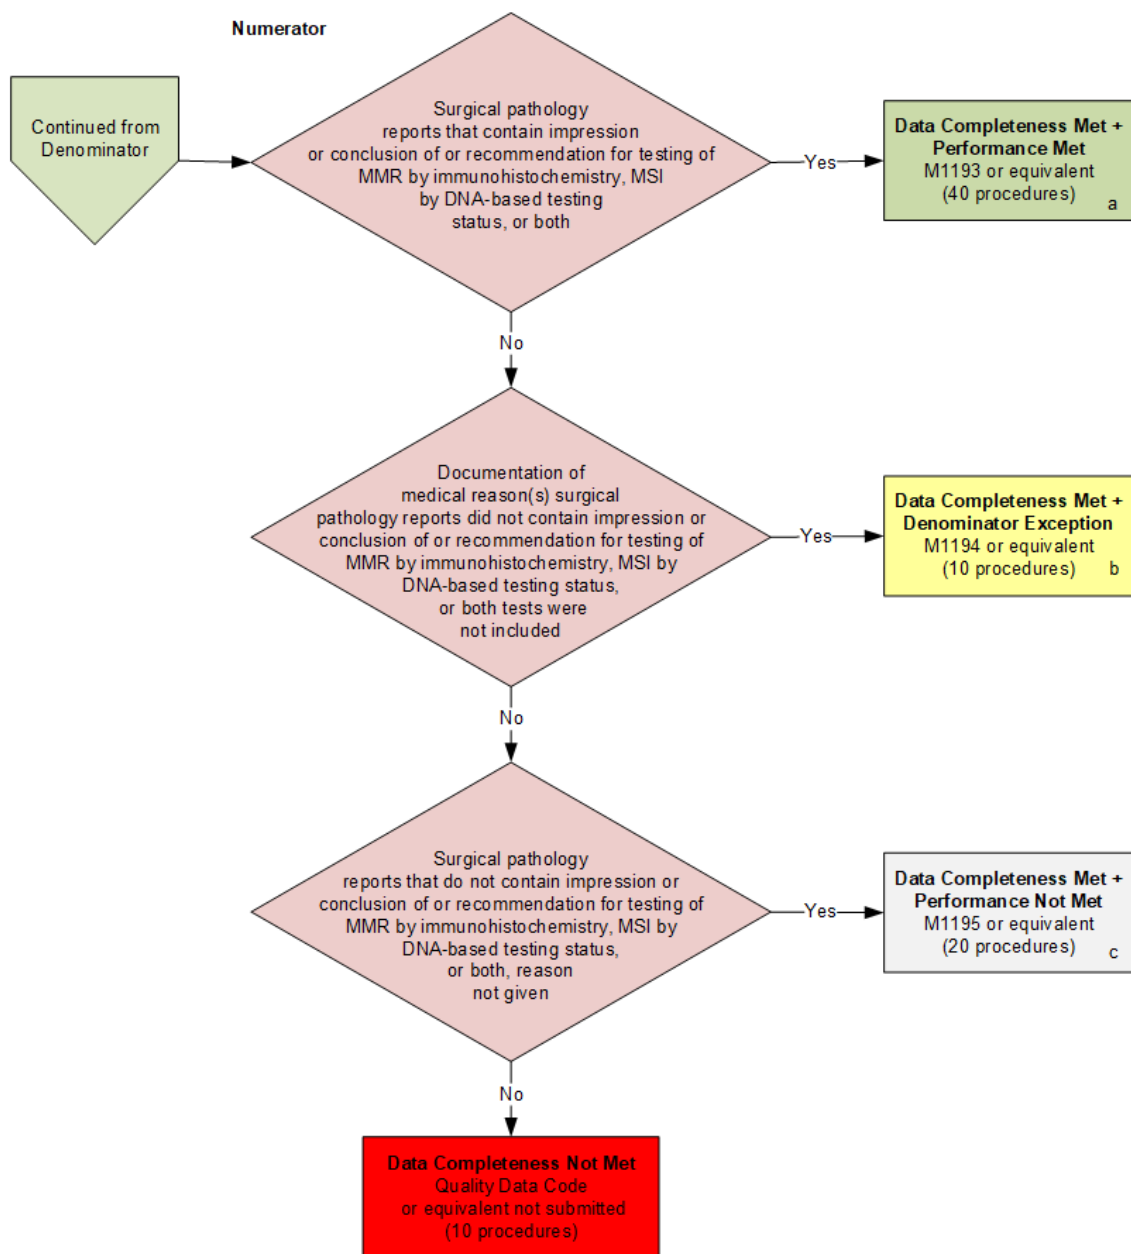 Numerator
Continued from
Denominator
Surgical pathology
reports that contain impression
or conclusion of or recommendation for testing of
MMR by immunohistochemistry, MSI
by DNA-based testing
status, or both
Yes
Data Completeness Met +
Performance Met
M1193 or equivalent
(40 procedures)
a
No
Documentation of
medical reason(s) surgical
pathology reports did not contain impression or
conclusion of or recommendation for testing of
MMR by immunohistochemistry, MSI by
DNA-based testing status,
or both tests were
not included
Yes
Data Completeness Met +
Denominator Exception
M1194 or equivalent
(10 procedures)
b
No
Surgical pathology
reports that do not contain impression or
conclusion of or recommendation for testing of
MMR by immunohistochemistry, MSI by
DNA-based testing status,
or both, reason
not given
Yes
Data Completeness Met +
Performance Not Met
M1195 or equivalent
(20 procedures)
c
No
Data Completeness Not Met
Quality Data Code
or equivalent not submitted
(10 procedures)